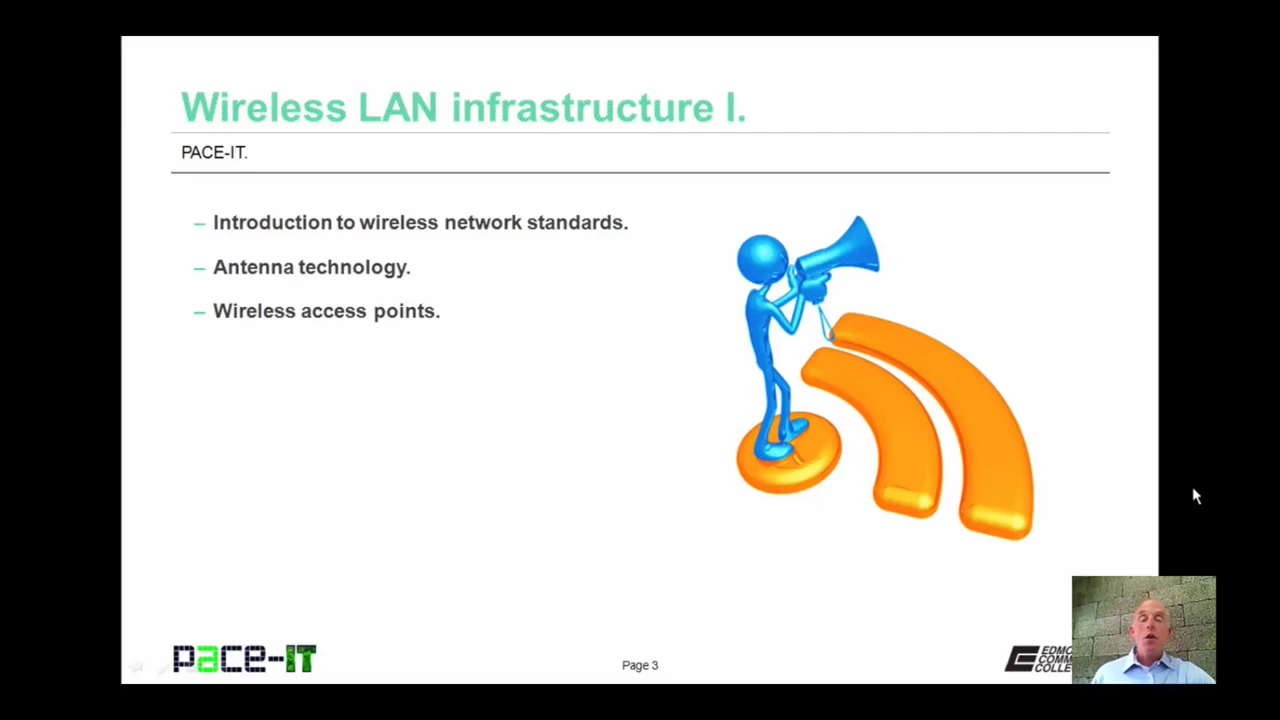 Wireless LAN infrastructure I.
PACE-IT.
– Introduction to wireless network standards.
– Antenna technology.
– Wireless access points.
pace-IT
Page 3